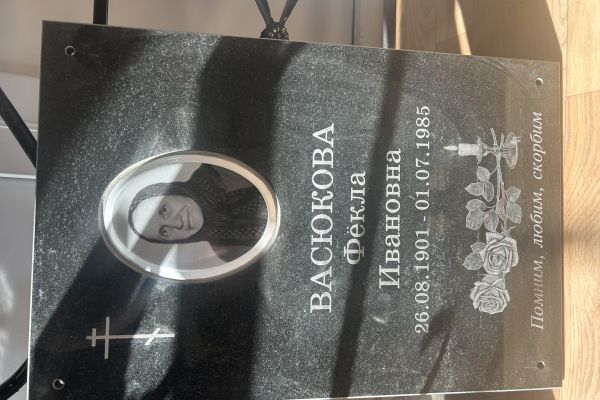 ВАСЮКОВА
Фёкла
Ивановна
26.08.1901 - 01.07.1985
Помним, любим, скорбим